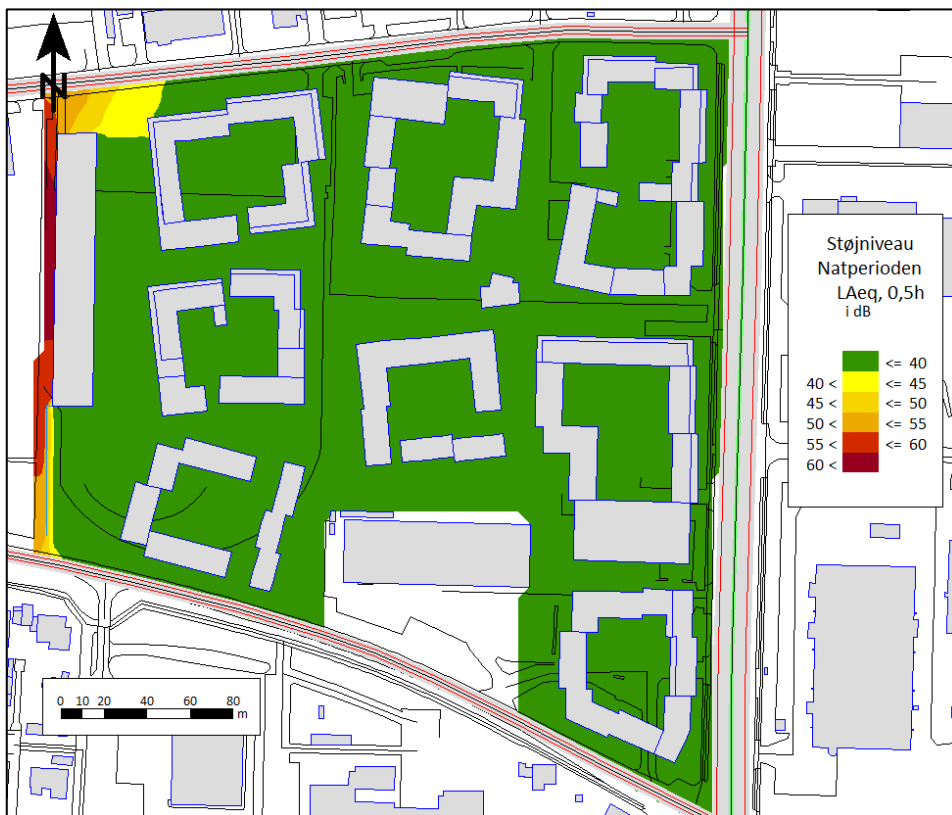 N
Støjniveau
Natperioden
LAeq, 0,5h
i dB
<= 40
40 < <= 45
45 < <= 50
50 < <= 55
55 < <= 60
60 <
0 10 20 40 60 80
m